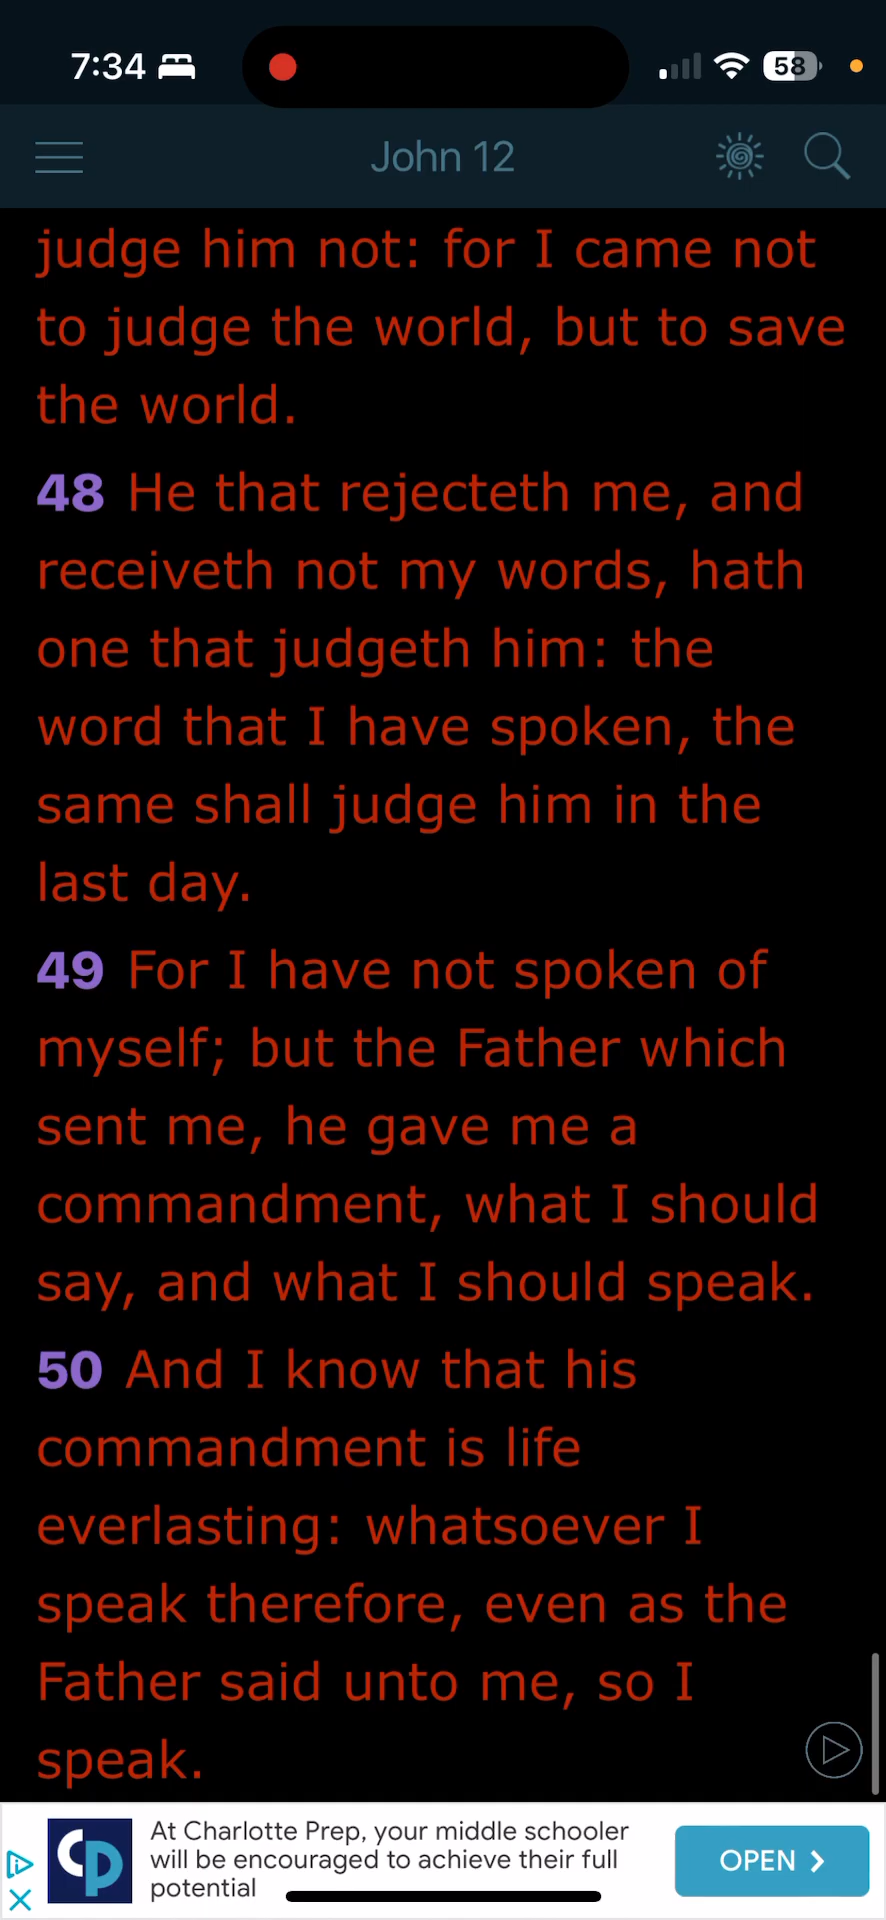 7:34
58
John 12
judge him not: for I came not
to judge the world, but to save
the world.
48 He that rejecteth me, and
receiveth not my words, hath
one that judgeth him: the
word that I have spoken, the
same shall judge him in the
last day.
49 For I have not spoken of
myself; but the Father which
sent me, he gave me a
commandment, what I should
say, and what I should speak.
50 And I know that his
commandment is life
everlasting: whatsoever I
speak therefore, even as the
Father said unto me, so I
speak.
At Charlotte Prep, your middle schooler
will be encouraged to achieve their full
potential
OPEN
cp